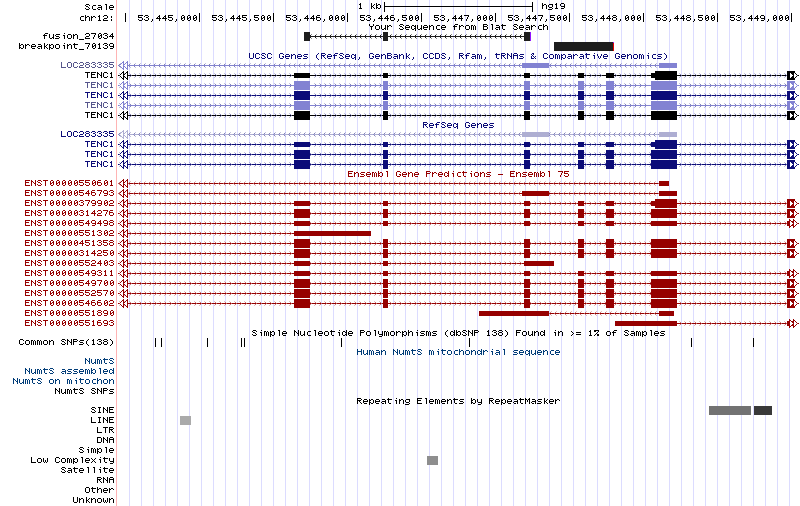 Scale 1 kb hg19
chr12: 53,445,000 53,445,500 53,446,000 53,446,500 53,447,000 53,447,500 53,448,000 53,448,500 53,449,000
Your Sequence from Blat Search
fusion_27034
breakpoint_70139
UCSC Genes (RefSeq, GenBank, CCDS, Rfam, tRNAs & Comparative Genomics)
LOC283335
TENC1
TENC1
TENC1
TENC1
TENC1
RefSeq Genes
LOC283335
TENC1
TENC1
TENC1
Ensembl Gene Predictions - Ensembl 75
ENST00000550601
ENST00000546793
ENST00000379902
ENST00000314276
ENST00000549498
ENST00000551302
ENST00000451358
ENST00000314250
ENST00000552403
ENST00000549311
ENST00000549700
ENST00000552570
ENST00000546602
ENST00000551890
ENST00000551693
Simple Nucleotide Polymorphisms (dbSNP 138) Found in >= 1% of Samples
Common SNPs(138)
Human NumtS mitochondrial sequence
NumtS
NumtS assembled
NumtS on mitochon
NumtS SNPs
Repeating Elements by RepeatMasker
SINE
LINE
LTR
DNA
Simple
Low Complexity
Satellite
RNA
Other
Unknown